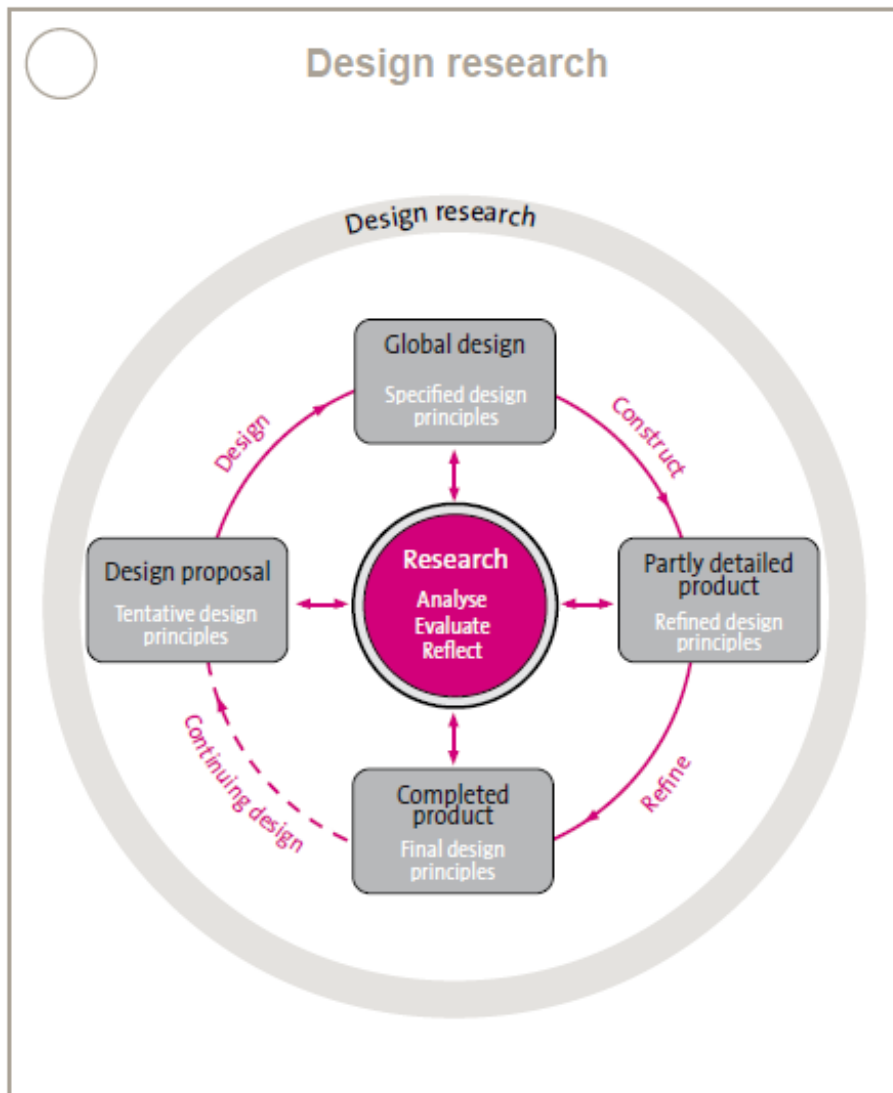 Design research
Design research
Global design
Specified design
principles
Design
Construct
Design proposal
Tentative design
principles
Research
Analyse
Evaluate
Reflect
Partly detailed
product
Refined design
principles
Continuing design
Refine
Completed
product
Final design
principles